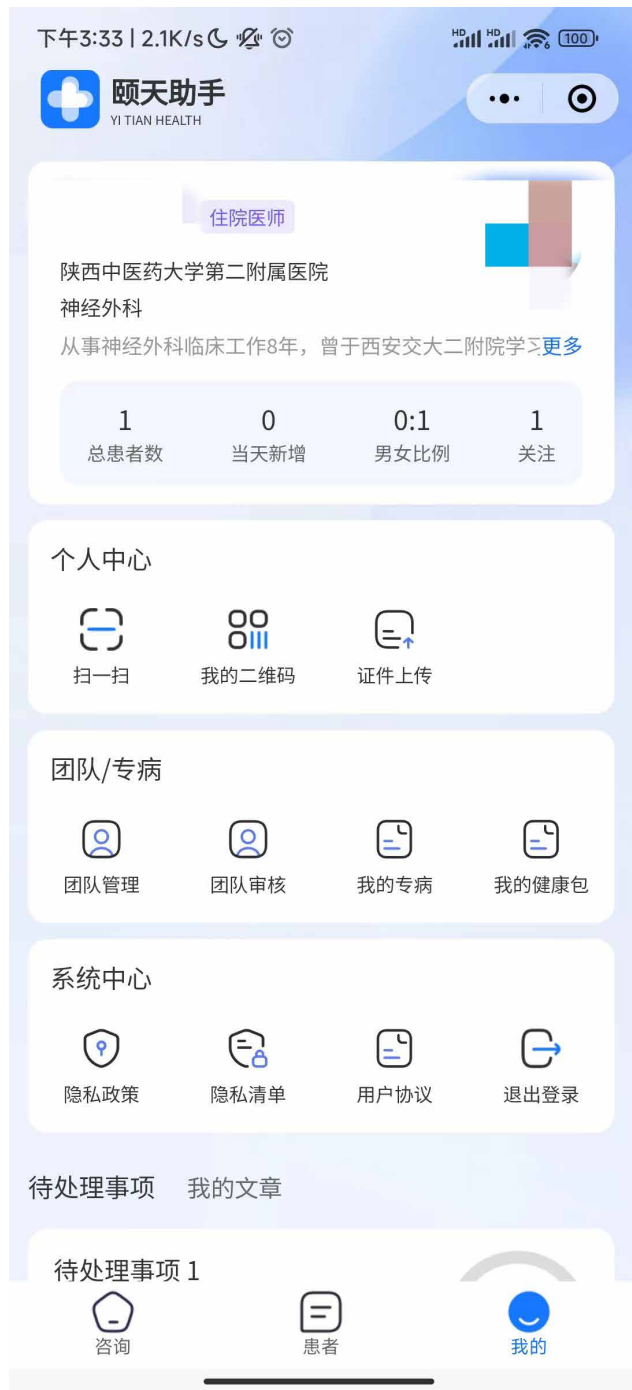 下午3:33 | 2.1K/s
HD HD 6 100
颐天助手
YI TIAN HEALTH
住院医师
陕西中医药大学第二附属医院
神经外科
从事神经外科临床工作8年，曾于西安交大二附院学习更多
1 0 0:1 1
总患者数 当天新增 男女比例 关注
个人中心
扫一扫 我的二维码 证件上传
团队/专病
团队管理 团队审核 我的专病 我的健康包
系统中心
隐私政策 隐私清单 用户协议 退出登录
待处理事项 我的文章
待处理事项 1
咨询 患者 我的